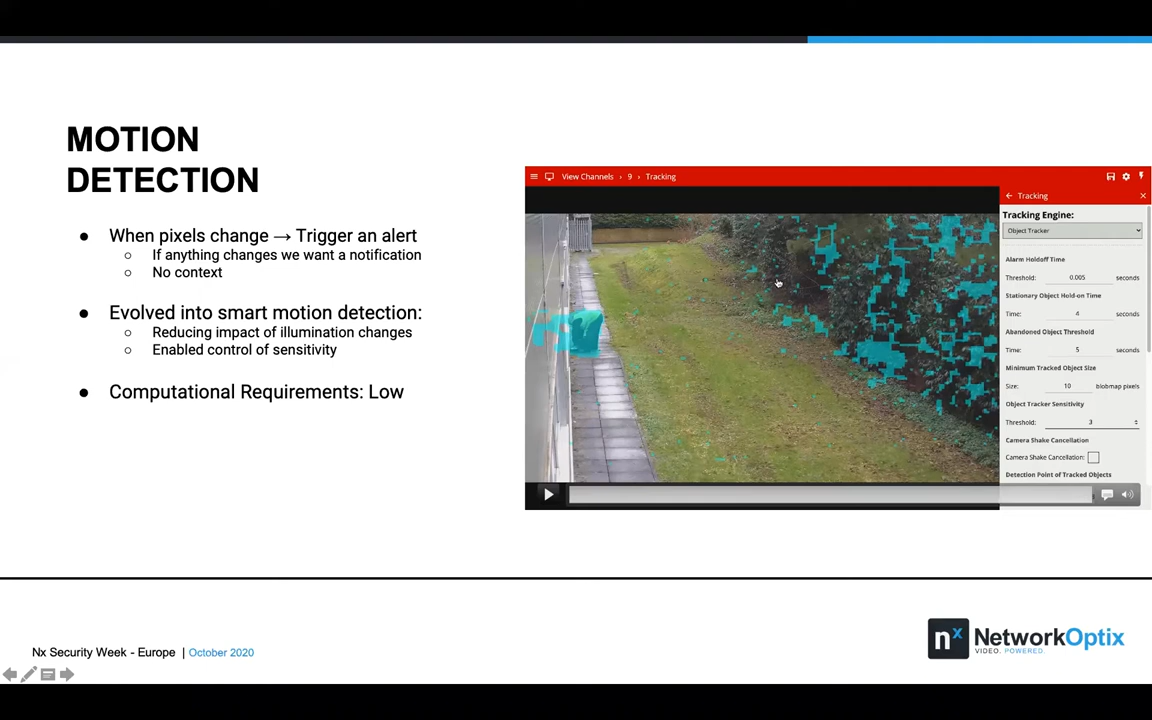 MOTION
DETECTION
● When pixels change → Trigger an alert
○ If anything changes we want a notification
○ No context
● Evolved into smart motion detection:
○ Reducing impact of illumination changes
○ Enabled control of sensitivity
● Computational Requirements: Low
View Channels › 9 › Tracking
Tracking
Tracking Engine:
Object Tracker
Alarm Holdoff Time
Threshold: 0.005 seconds
Stationary Object Hold-on Time
Time: 4 seconds
Abandoned Object Threshold
Time: 5 seconds
Minimum Tracked Object Size
Size: 10 blobmap pixels
Object Tracker Sensitivity
Threshold: 3
Camera Shake Cancellation
Camera Shake Cancellation:
Detection Point of Tracked Objects
Nx Security Week - Europe | October 2020
nx NetworkOptix
VIDEO. POWERED.